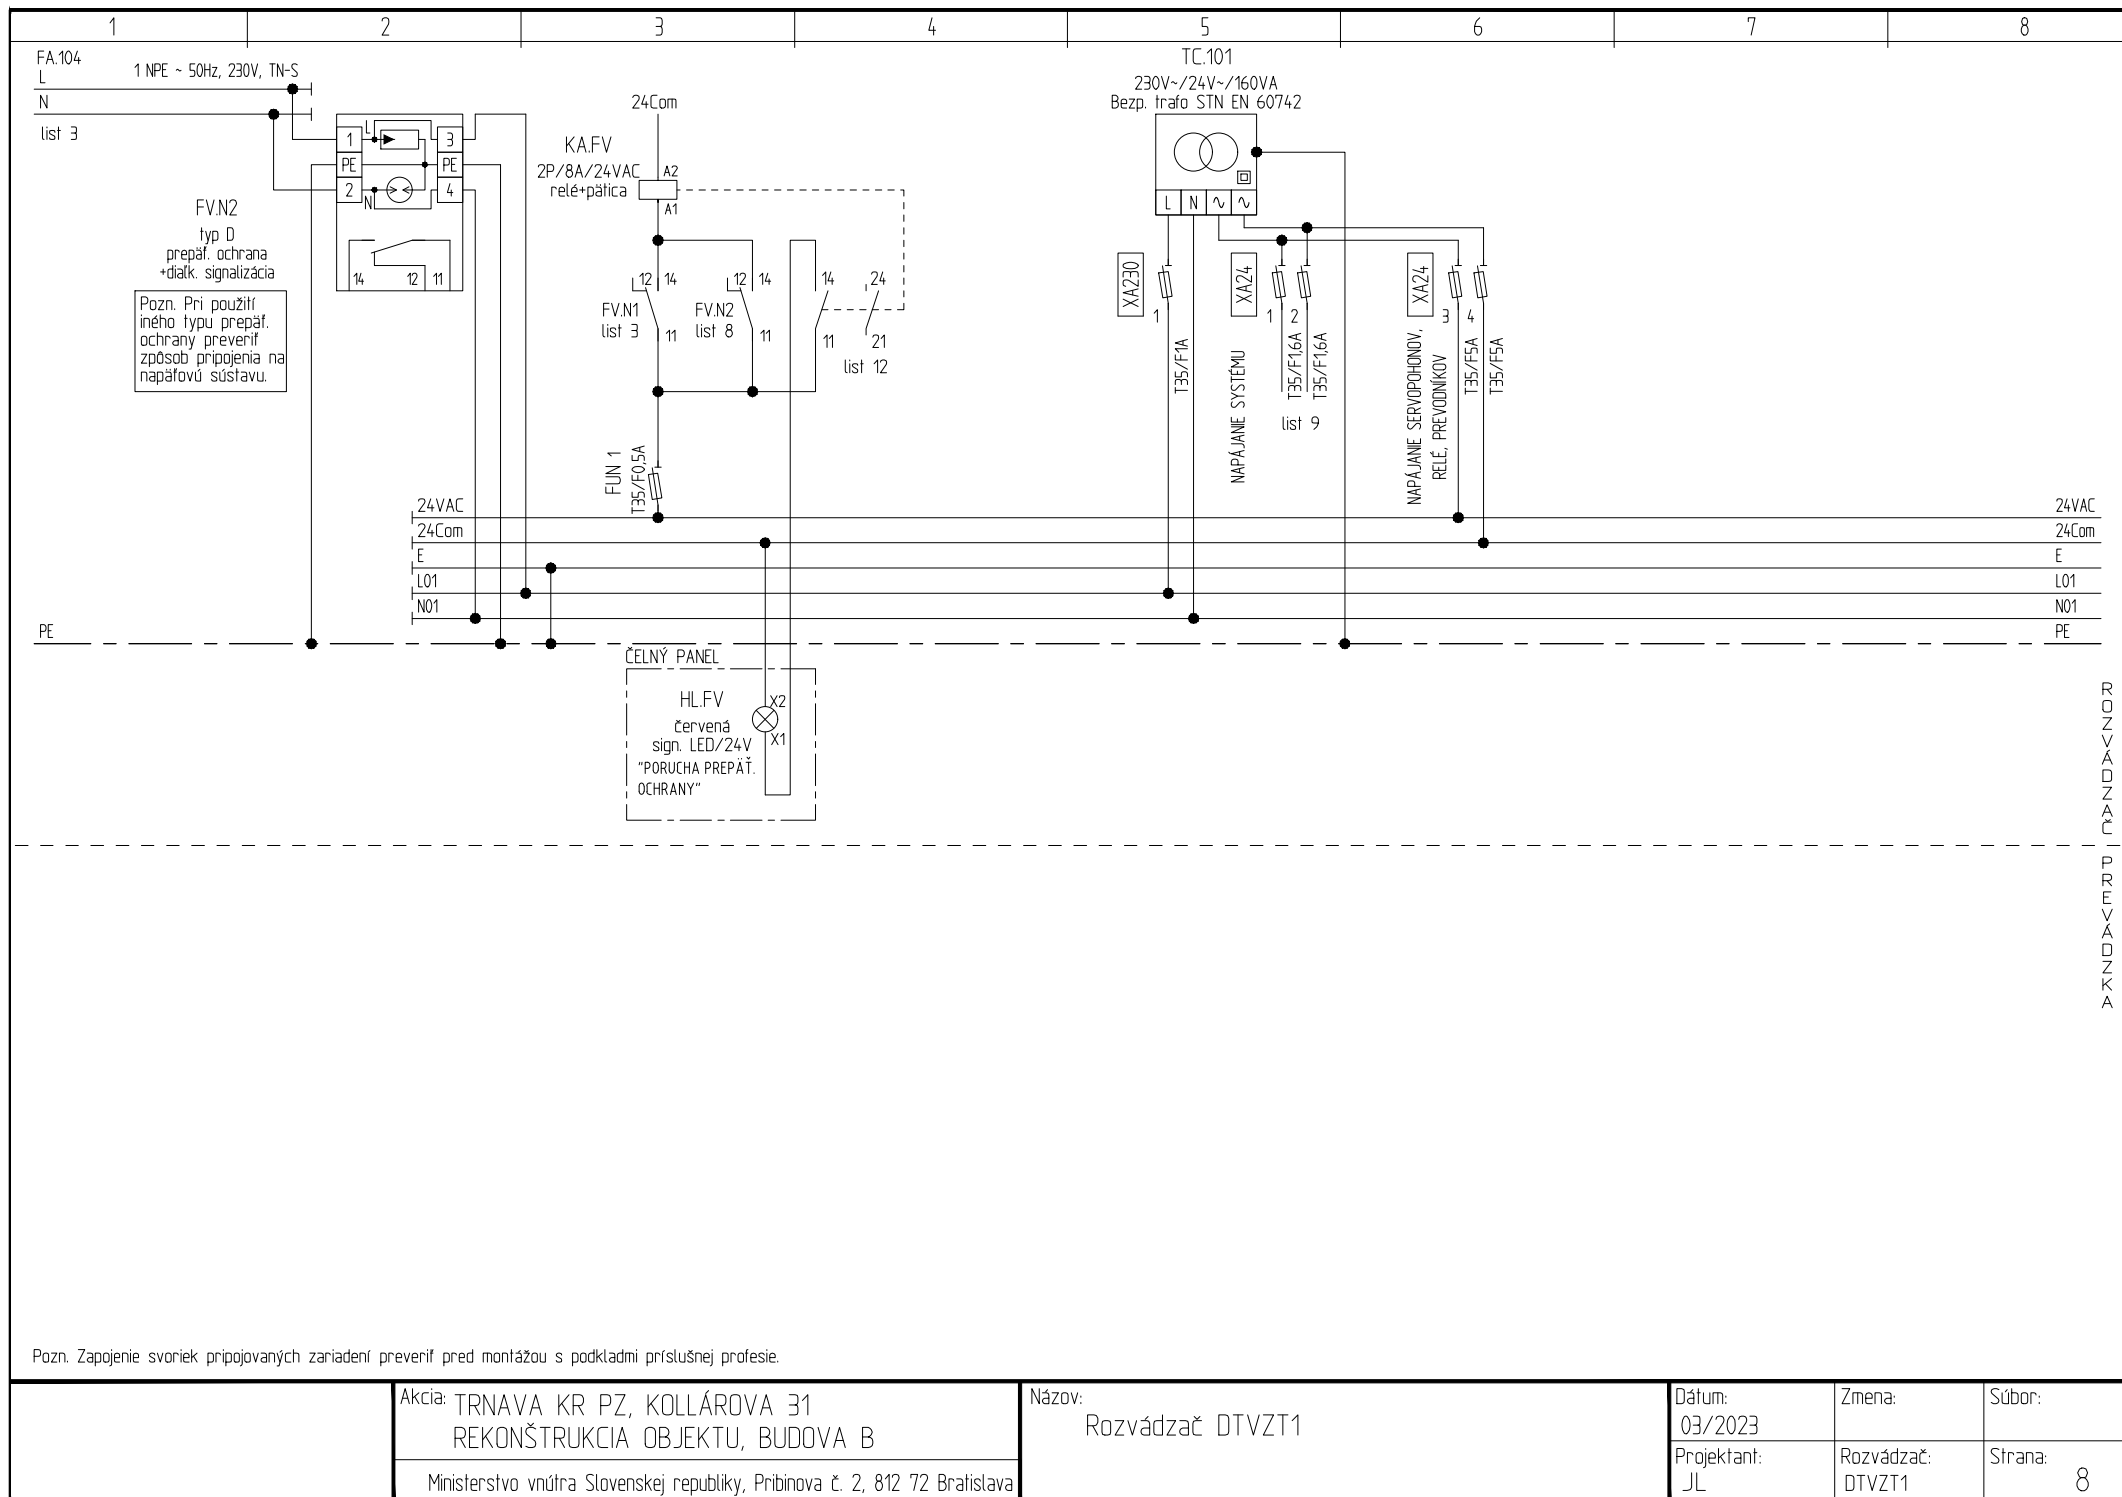 1 2 3 4 5 6 7 8
FA.104
L
1 NPE ~ 50Hz, 230V, TN-S
N
list 3
1
L
3
PE
PE
2
N
4
14
12
11
FV.N2
typ D
prepäť. ochrana
+diaľk. signalizácia
Pozn. Pri použití
iného typu prepäť.
ochrany preveriť
zpôsob pripojenia na
napäťovú sústavu.
24Com
KA.FV
2P/8A/24VAC
relé+pätica
A2
A1
12 14
FV.N1
list 3
11
12 14
FV.N2
list 8
11
14
11
24
21
list 12
FUN 1
T35/F0,5A
TC.101
230V~/24V~/160VA
Bezp. trafo STN EN 60742
L N
XA230
1
T35/F1A
XA24
1 2
NAPÁJANIE SYSTÉMU
T35/F1,6A
T35/F1,6A
list 9
XA24
3 4
NAPÁJANIE SERVOPOHONOV,
RELÉ, PREVODNÍKOV
T35/F5A
T35/F5A
24VAC 24VAC
24Com 24Com
E E
L01 L01
N01 N01
PE PE
ČELNÝ PANEL
HL.FV
červená
sign. LED/24V
"PORUCHA PREPÄŤ.
OCHRANY"
X2
X1
ROZVÁDZAČ
PREVÁDZKA
Pozn. Zapojenie svoriek pripojovaných zariadení preveriť pred montážou s podkladmi príslušnej profesie.
Akcia: TRNAVA KR PZ, KOLLÁROVA 31
REKONŠTRUKCIA OBJEKTU, BUDOVA B
Ministerstvo vnútra Slovenskej republiky, Pribinova č. 2, 812 72 Bratislava
Názov:
Rozvádzač DTVZT1
Dátum:
03/2023
Zmena:
Súbor:
Projektant:
JL
Rozvádzač:
DTVZT1
Strana:
8